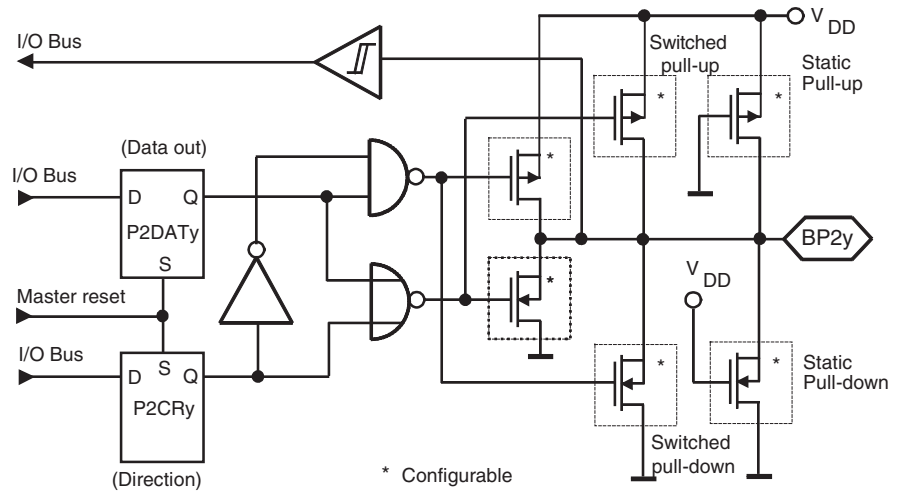 I/O Bus
V
DD
Switched
pull-up
Static
Pull-up
*
*
(Data out)
*
I/O Bus
D
Q
P2DATy
S
BP2y
V
DD
*
Master reset
I/O Bus
D
S
Q
P2CRy
*
*
Static
Pull-down
Switched
pull-down
(Direction)
* Configurable